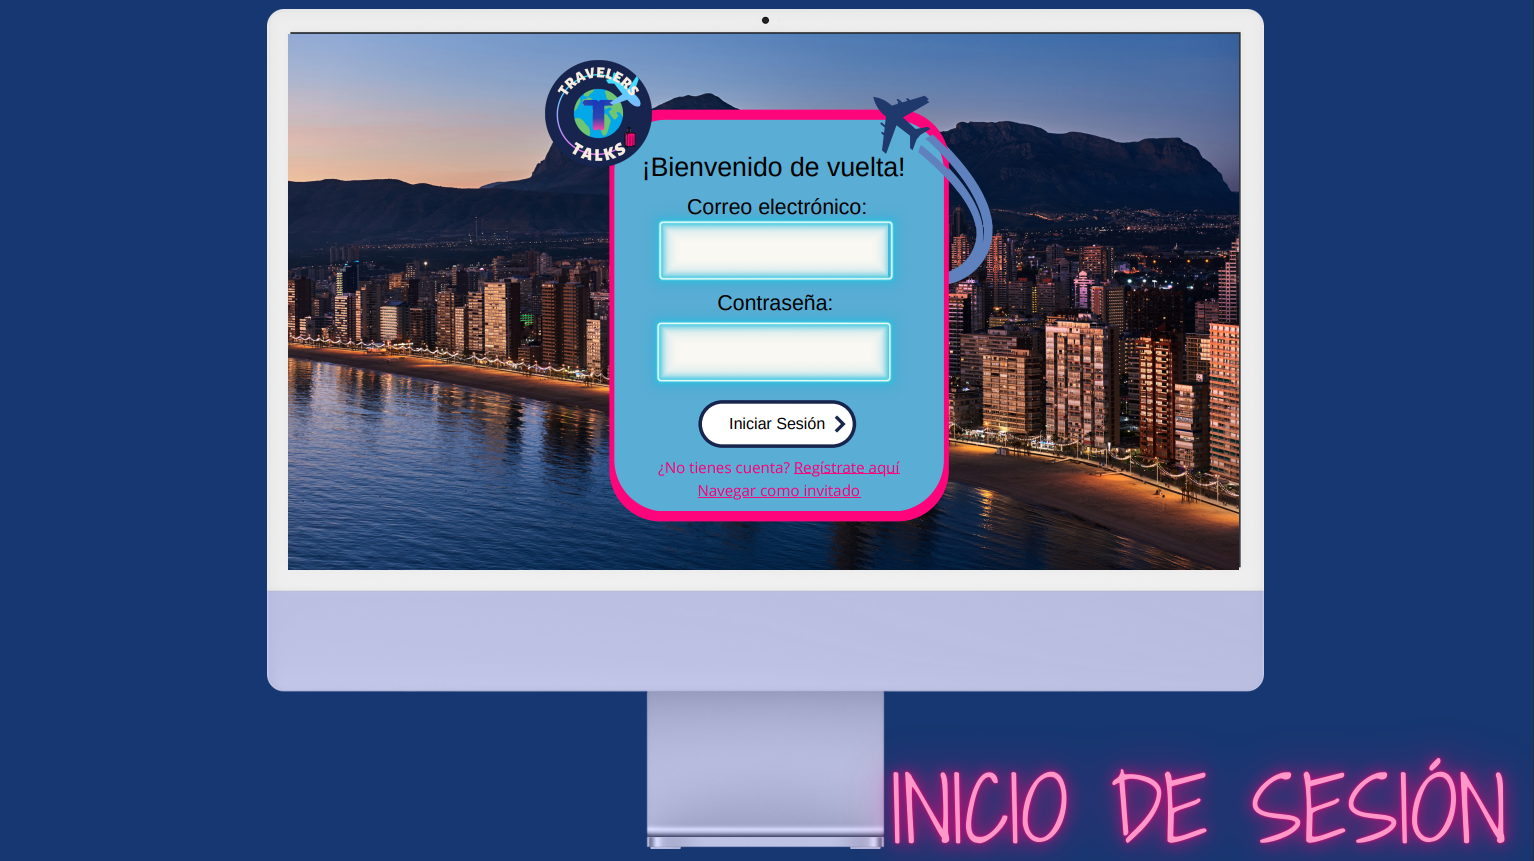 TRAVELERS
T
TALKS
¡Bienvenido de vuelta!
Correo electrónico:
Contraseña:
Iniciar Sesión
¿No tienes cuenta? Regístrate aquí
Navegar como invitado
INICIO DE SESIÓN